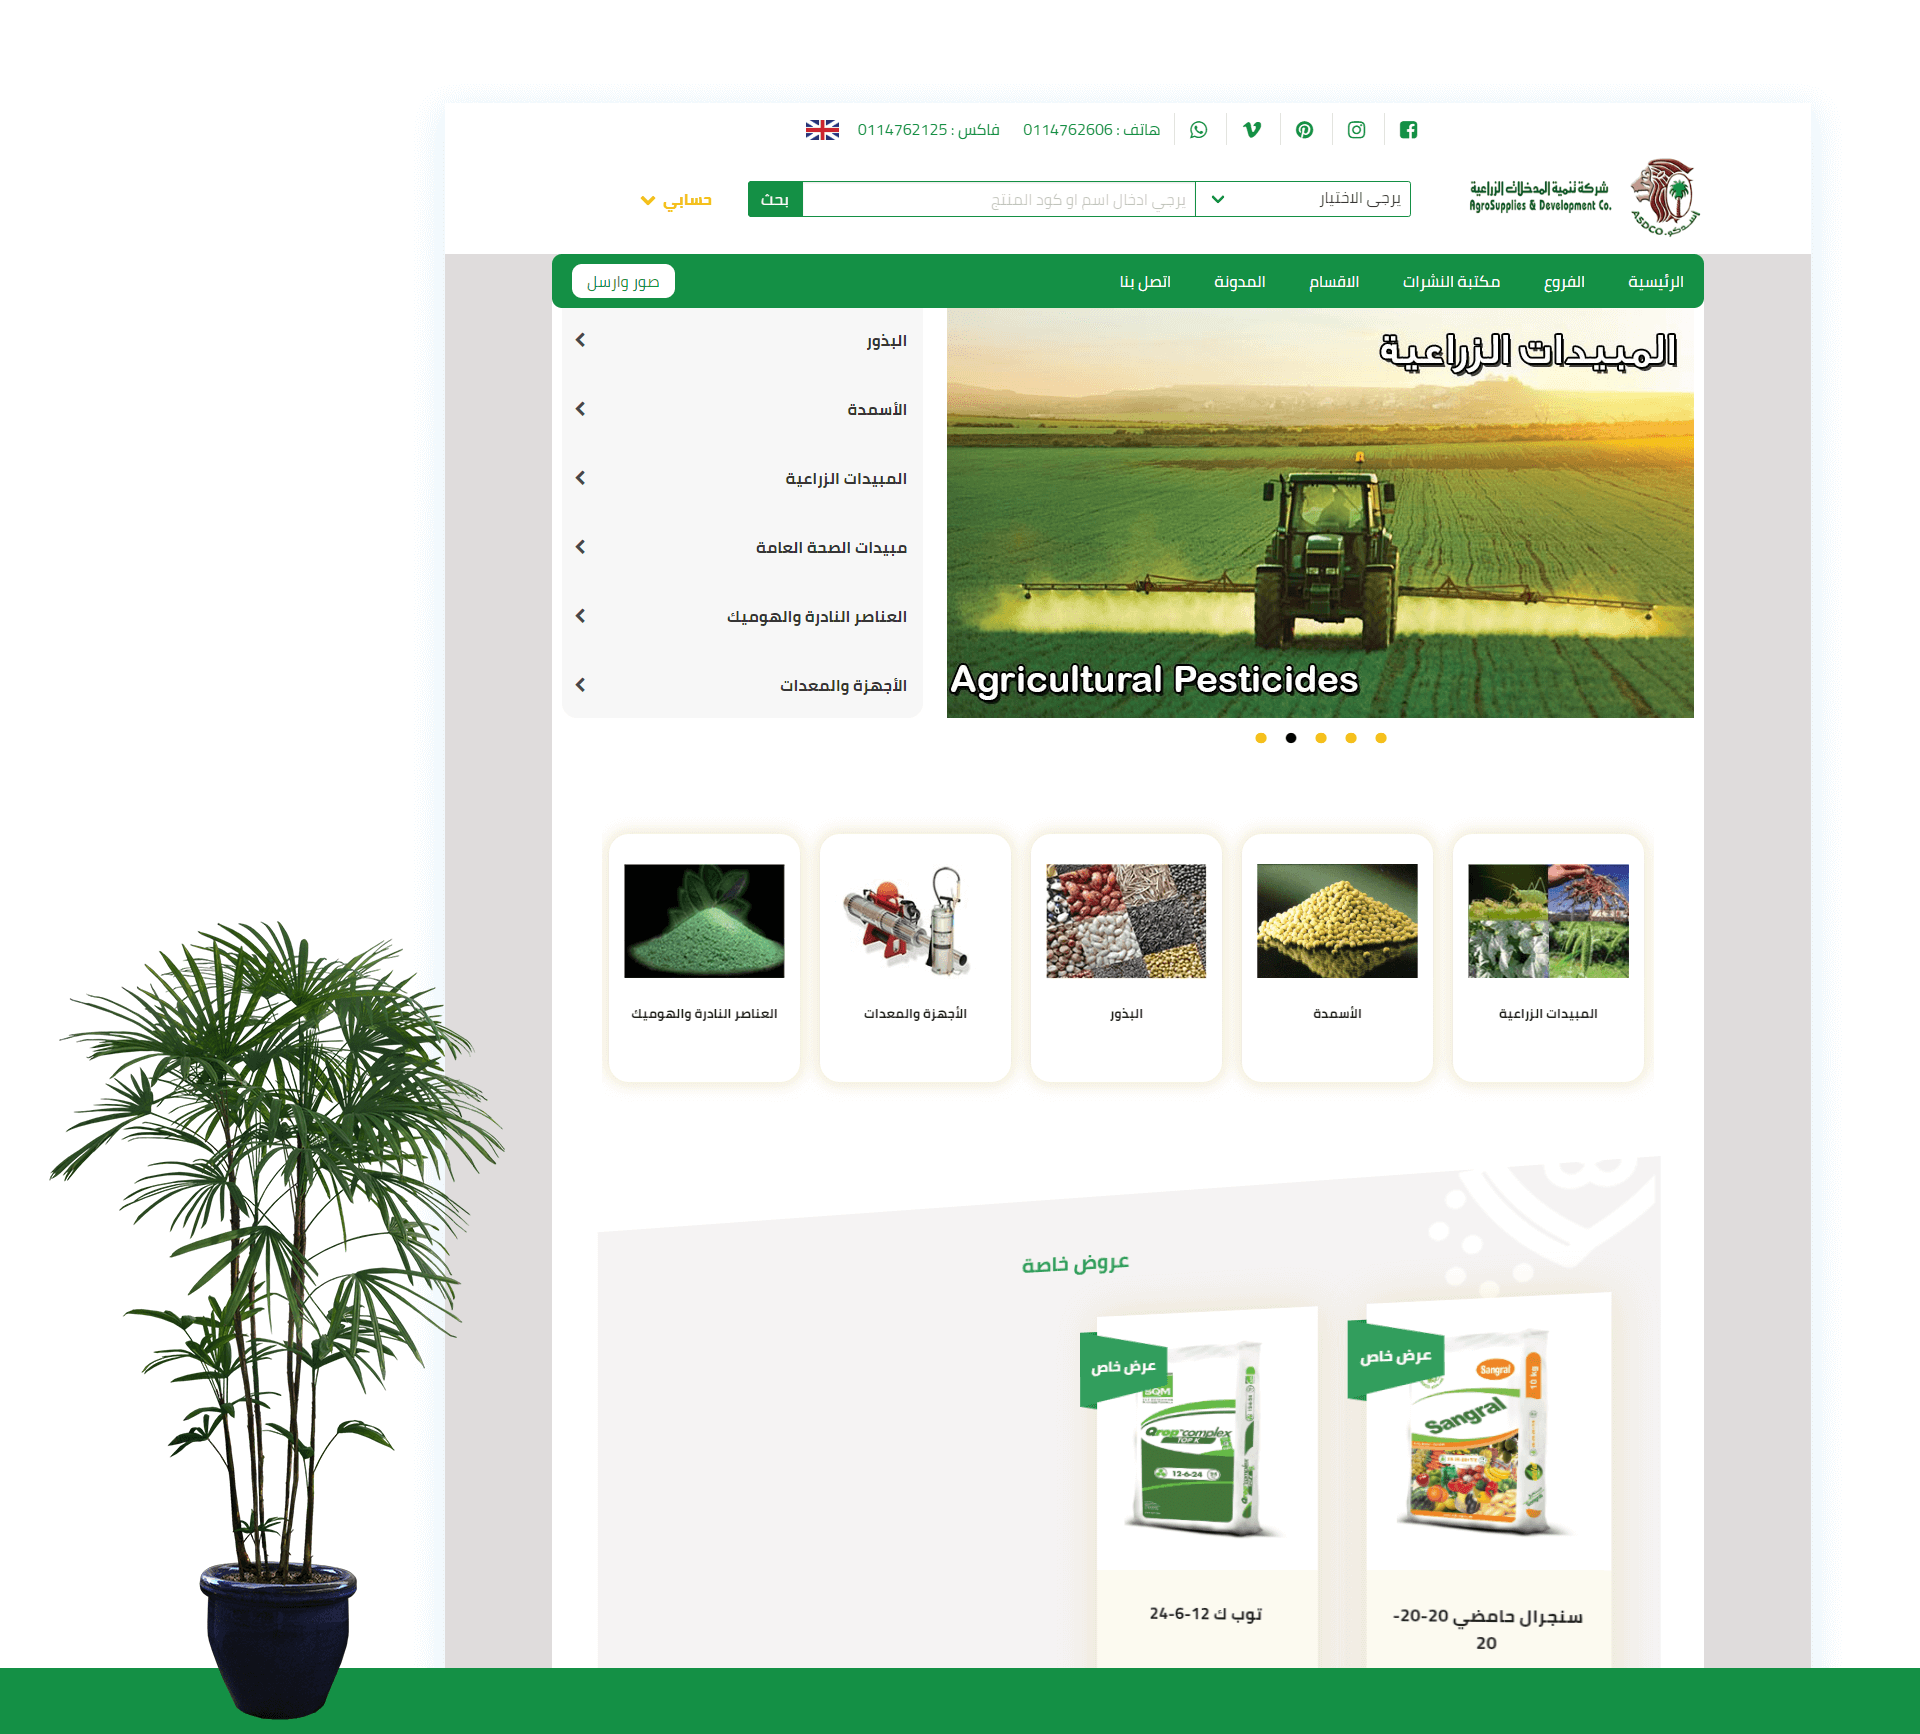 هاتف : 0114762606
فاكس : 0114762125
شركة تنمية المدخلات الزراعية
AgroSupplies & Development Co.
ASDCO
أسدكو
يرجى الاختيار
يرجي ادخال اسم او كود المنتج
بحث
حسابي
الرئيسية
الفروع
مكتبة النشرات
الاقسام
المدونة
اتصل بنا
صور وارسل
المبيدات الزراعية
Agricultural Pesticides
البذور
الأسمدة
المبيدات الزراعية
مبيدات الصحة العامة
العناصر النادرة والهوميك
الأجهزة والمعدات
المبيدات الزراعية
الأسمدة
البذور
الأجهزة والمعدات
العناصر النادرة والهوميك
عروض خاصة
عرض خاص
Sangral
10 kg
Sangral
سنجرال حامضي 20-20-
20
عرض خاص
SQM
Qrop complex
TOP K
12-6-24
توب ك 12-6-24